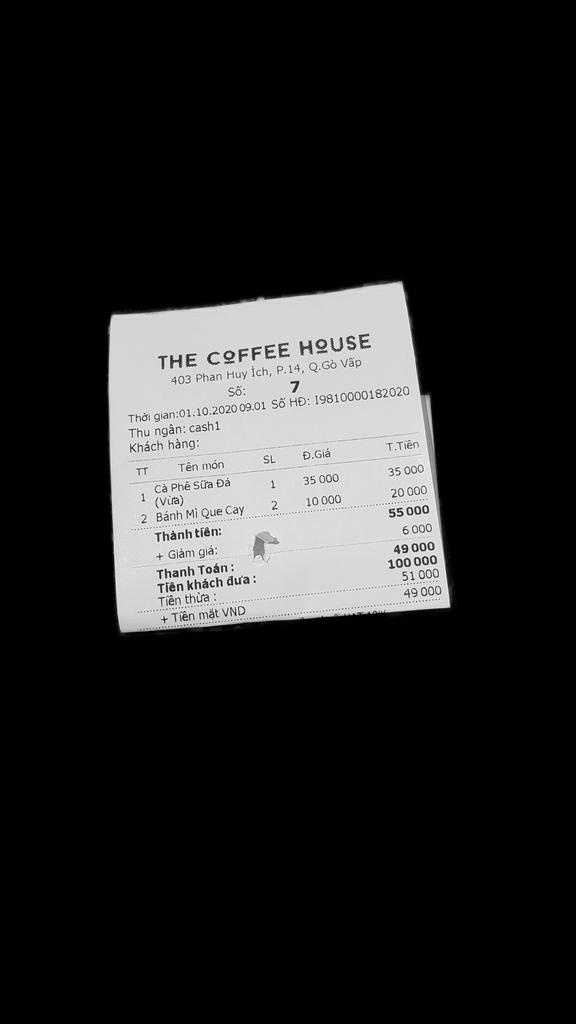 THE COFFEE HOUSE
403 Phan Huy Ích, P.14, Q.Gò Vấp
Số: 7
Thời gian:01.10.2020 09.01 Số HĐ: I9810000182020
Thu ngân: cash1
Khách hàng:
TT Tên món SL Đ.Giá T.Tiền
1 Cà Phê Sữa Đá 1 35 000 35 000
(Vừa)
2 Bánh Mì Que Cay 2 10 000 20 000
Thành tiền: 55 000
+ Giảm giá: 6 000
Thanh Toán : 49 000
Tiền khách đưa : 100 000
Tiền thừa : 51 000
+ Tiền mặt VND 49 000